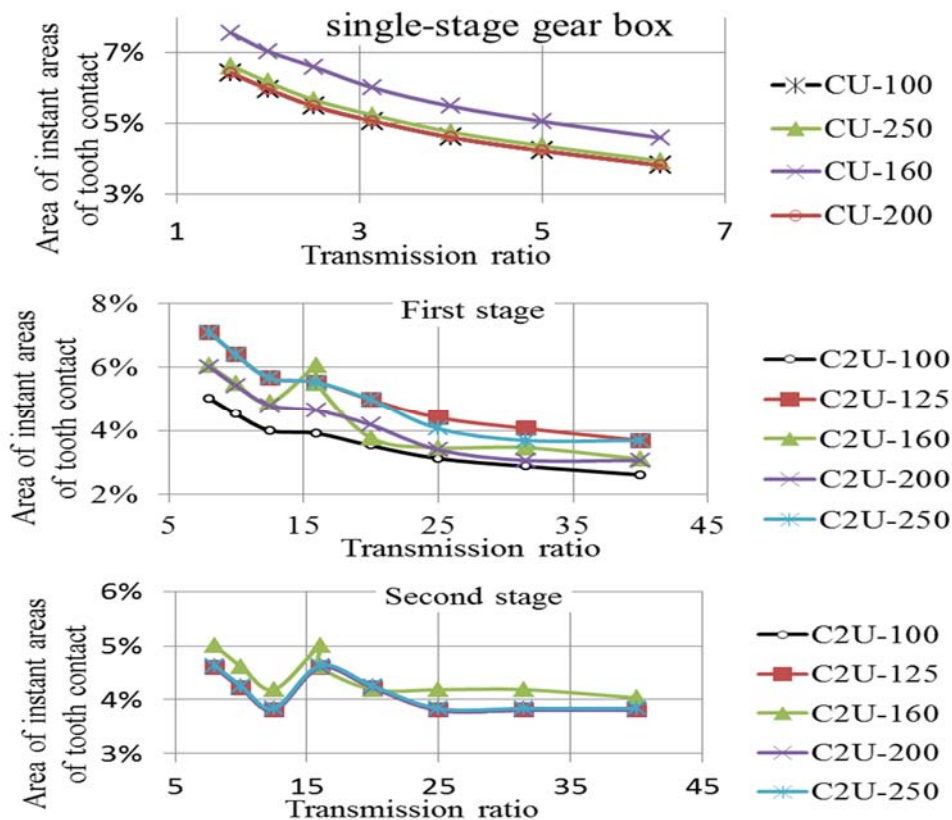 single-stage gear box
Area of instant areas
of tooth contact
7%
5%
3%
1 3 5 7
Transmission ratio
CU-100
CU-250
CU-160
CU-200
First stage
Area of instant areas
of tooth contact
8%
6%
4%
2%
5 15 25 35 45
Transmission ratio
C2U-100
C2U-125
C2U-160
C2U-200
C2U-250
Second stage
Area of instant areas
of tooth contact
6%
5%
4%
3%
5 15 25 35 45
Transmission ratio
C2U-100
C2U-125
C2U-160
C2U-200
C2U-250